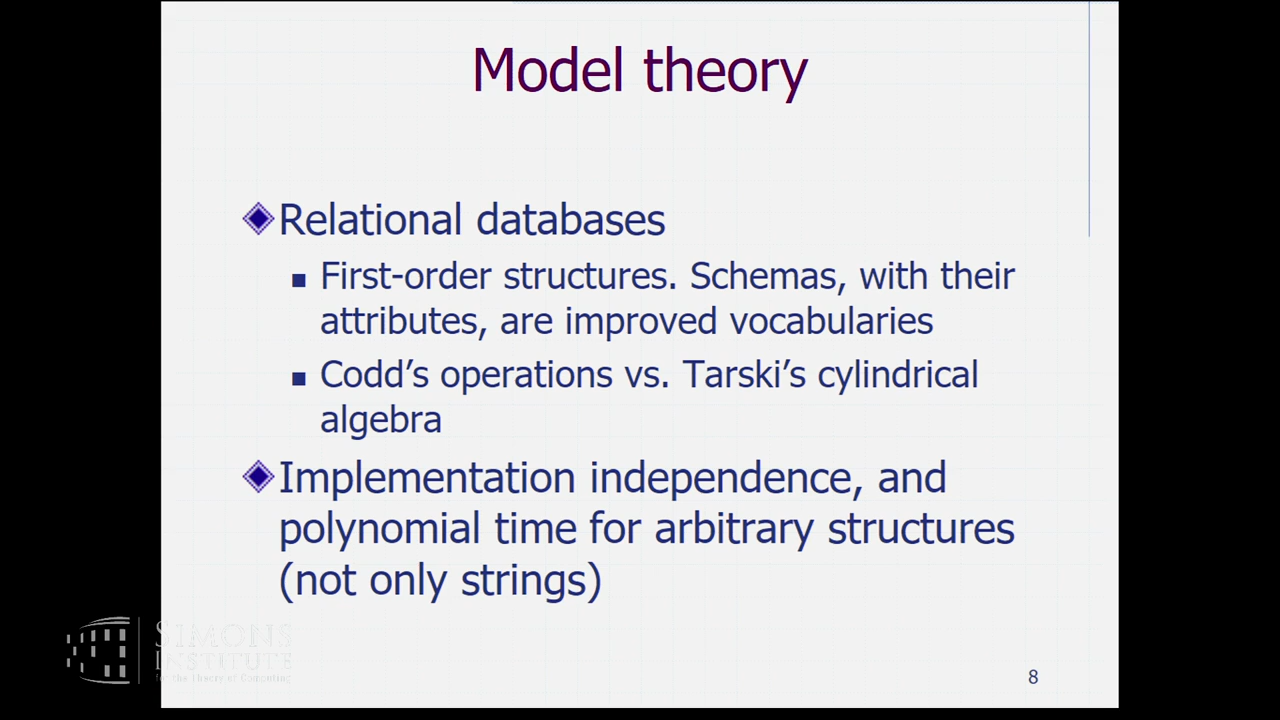 Model theory
Relational databases
First-order structures. Schemas, with their
attributes, are improved vocabularies
Codd's operations vs. Tarski's cylindrical
algebra
Implementation independence, and
polynomial time for arbitrary structures
(not only strings)
SIMONS
INSTITUTE
for the Theory of Computing
8